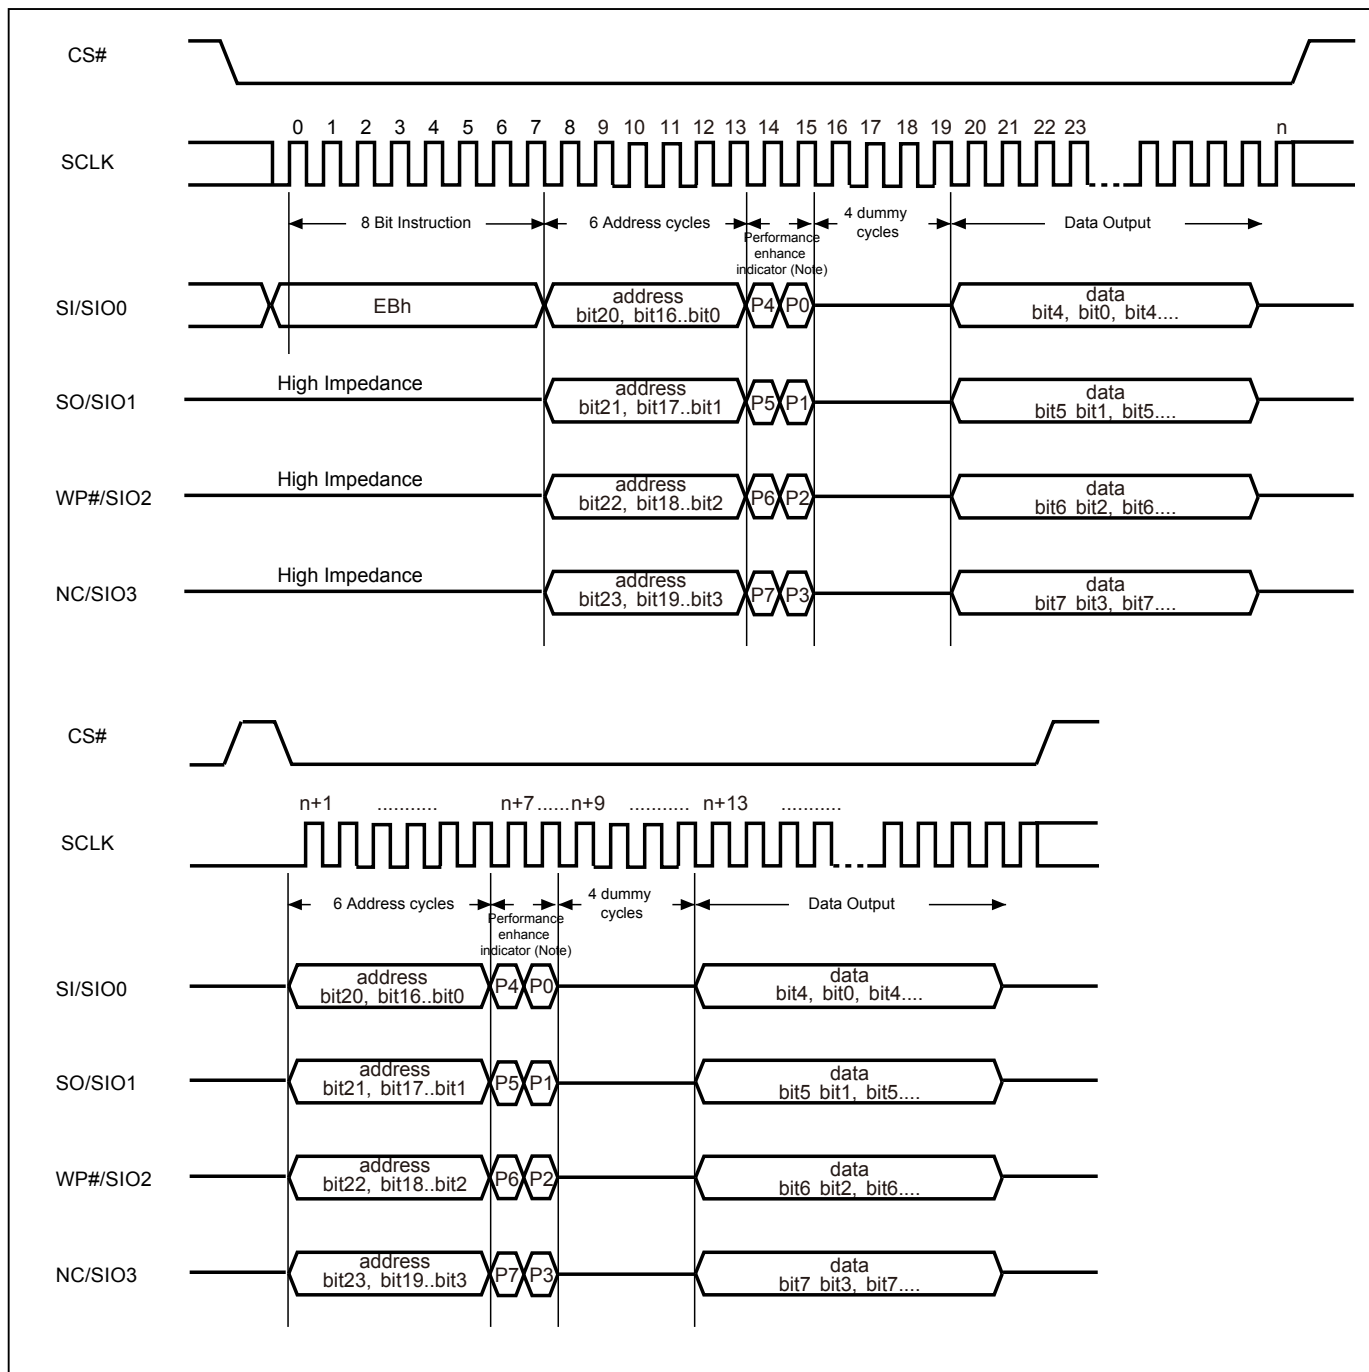 CS#
0 1 2 3 4 5 6 7 8 9 10 11 12 13 14 15 16 17 18 19 20 21 22 23 n
SCLK
8 Bit Instruction
6 Address cycles
Performance
enhance
indicator (Note)
4 dummy
cycles
Data Output
SI/SIO0
EBh
address
bit20, bit16..bit0
P4 P0
data
bit4, bit0, bit4....
SO/SIO1
High Impedance
address
bit21, bit17..bit1
P5 P1
data
bit5 bit1, bit5....
WP#/SIO2
High Impedance
address
bit22, bit18..bit2
P6 P2
data
bit6 bit2, bit6....
NC/SIO3
High Impedance
address
bit23, bit19..bit3
P7 P3
data
bit7 bit3, bit7....
CS#
n+1 ........... n+7 ......n+9 ........... n+13 ...........
SCLK
6 Address cycles
Performance
enhance
indicator (Note)
4 dummy
cycles
Data Output
SI/SIO0
address
bit20, bit16..bit0
P4 P0
data
bit4, bit0, bit4....
SO/SIO1
address
bit21, bit17..bit1
P5 P1
data
bit5 bit1, bit5....
WP#/SIO2
address
bit22, bit18..bit2
P6 P2
data
bit6 bit2, bit6....
NC/SIO3
address
bit23, bit19..bit3
P7 P3
data
bit7 bit3, bit7....